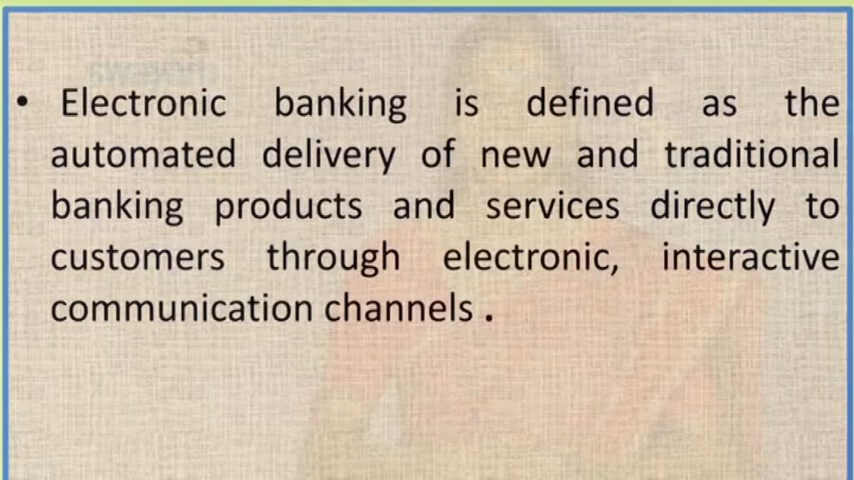 • Electronic banking is defined as the
automated delivery of new and traditional
banking products and services directly to
customers through electronic, interactive
communication channels .